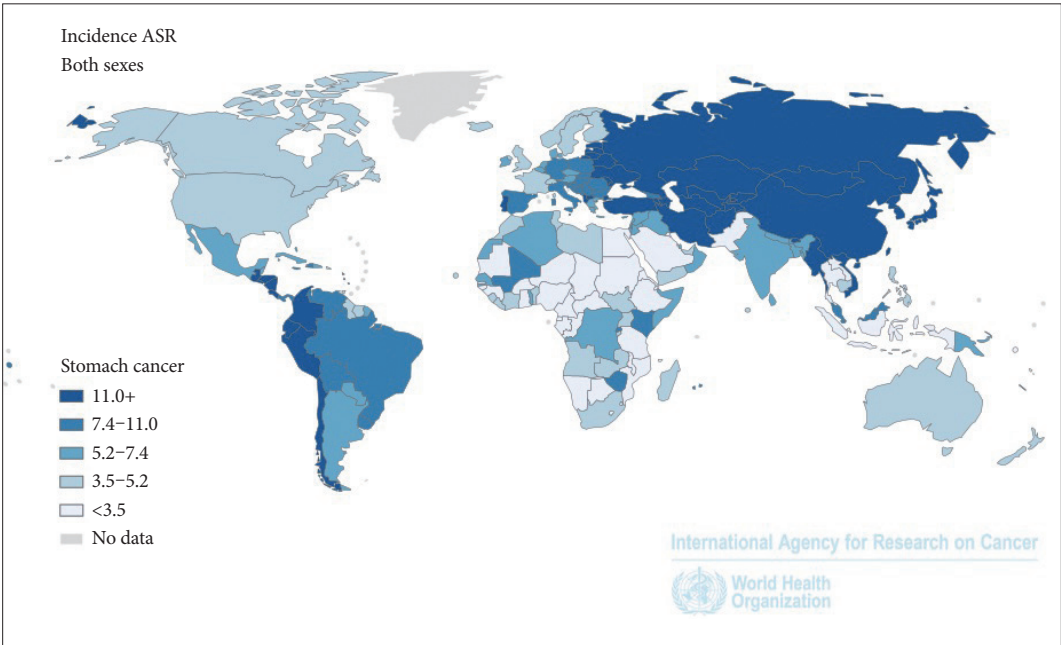 Incidence ASR
Both sexes
Stomach cancer
11.0+
7.4–11.0
5.2–7.4
3.5–5.2
<3.5
No data
International Agency for Research on Cancer
World Health
Organization